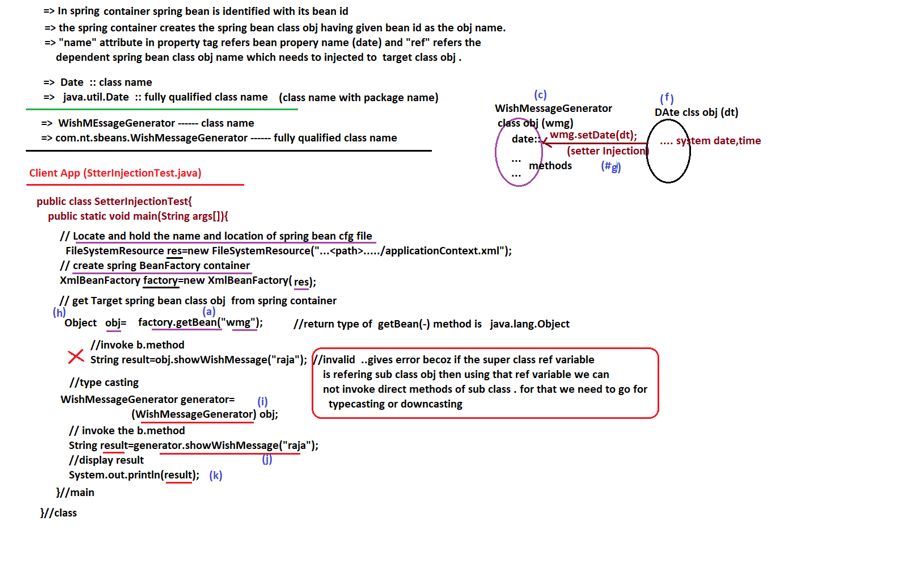 => In spring container spring bean is identified with its bean id
=> the spring container creates the spring bean class obj having given bean id as the obj name.
=> "name" attribute in property tag refers bean propery name (date) and "ref" refers the
dependent spring bean class obj name which needs to injected to target class obj .
=> Date :: class name
=> java.util.Date :: fully qualified class name (class name with package name)
=> WishMEssageGenerator ------ class name
=> com.nt.sbeans.WishMessageGenerator ------ fully qualified class name
(c)
WishMessageGenerator
class obj (wmg)
date::
...
methods
...
wmg.setDate(dt);
(setter Injection)
(#g)
(f)
DAte clss obj (dt)
.... system date,time
Client App (StterInjectionTest.java)
public class SetterInjectionTest{
public static void main(String args[]){
// Locate and hold the name and location of spring bean cfg file
FileSystemResource res=new FileSystemResource("...<path>...../applicationContext.xml");
// create spring BeanFactory container
XmlBeanFactory factory=new XmlBeanFactory(res);
// get Target spring bean class obj from spring container
(h) (a)
Object obj= factory.getBean("wmg"); //return type of getBean(-) method is java.lang.Object
//invoke b.method
String result=obj.showWishMessage("raja"); //invalid ..gives error becoz if the super class ref variable
is refering sub class obj then using that ref variable we can
not invoke direct methods of sub class . for that we need to go for
typecasting or downcasting
//type casting
WishMessageGenerator generator= (i)
(WishMessageGenerator) obj;
// invoke the b.method
String result=generator.showWishMessage("raja");
//display result (j)
System.out.println(result); (k)
}//main
}//class